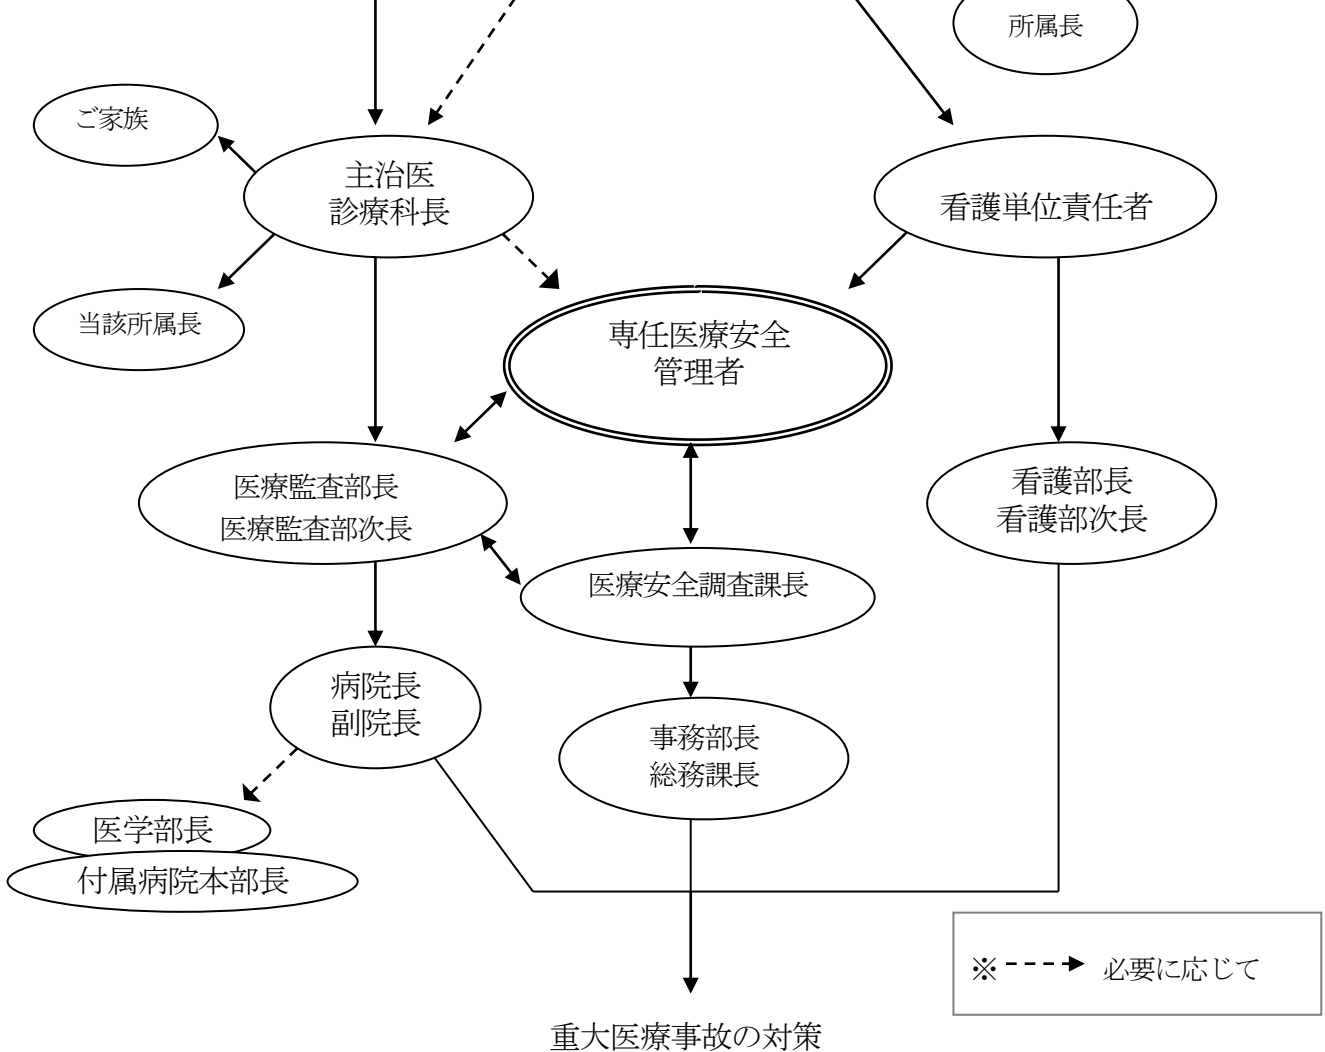 所属長
ご家族
主治医
診療科長
看護単位責任者
当該所属長
専任医療安全
管理者
医療監査部長
医療監査部次長
看護部長
看護部次長
医療安全調査課長
病院長
副院長
事務部長
総務課長
医学部長
付属病院本部長
※ 必要に応じて
重大医療事故の対策